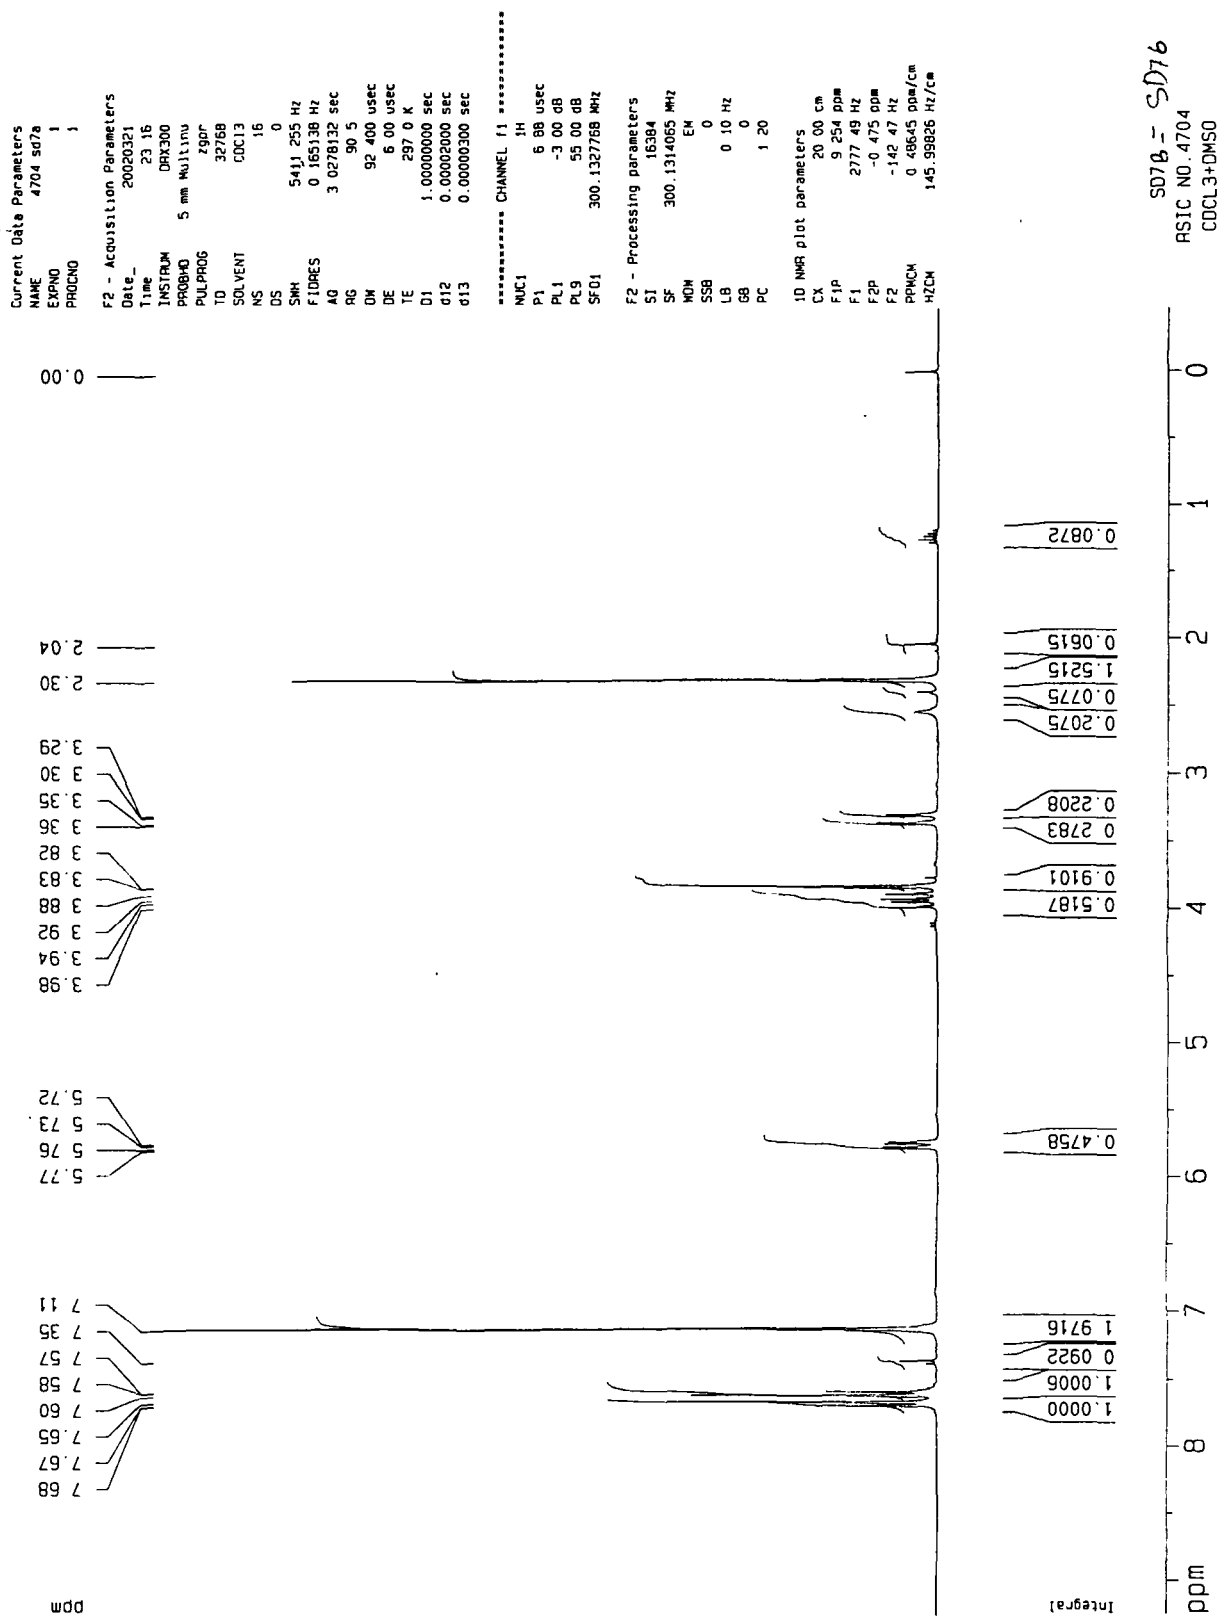 Current Data Parameters
NAME 4704 sd7a
EXPNO 1
PROCNO 1
F2 - Acquisition Parameters
Date_ 20020321
Time 23 16
INSTRUM DRX300
PROBHD 5 mm Multinu
PULPROG zgpr
TD 32768
SOLVENT CDCl3
NS 16
DS 0
SWH 5411 255 Hz
FIDRES 0 165138 Hz
AQ 3 0278132 sec
RG 90 5
DW 92 400 usec
DE 6 00 usec
TE 297 0 K
D1 1.00000000 sec
d12 0.00002000 sec
d13 0.00000300 sec
======== CHANNEL f1 ========
NUC1 1H
P1 6 88 usec
PL1 -3 00 dB
PL9 55 00 dB
SFO1 300.1327768 MHz
F2 - Processing parameters
SI 16384
SF 300.1314065 MHz
WDW EM
SSB 0
LB 0 10 Hz
GB 0
PC 1 20
1D NMR plot parameters
CX 20 00 cm
F1P 9 254 ppm
F1 2777 49 Hz
F2P -0 475 ppm
F2 -142 47 Hz
PPMCM 0 48645 ppm/cm
HZCM 145.99826 Hz/cm
ppm
7 68
7.67
7.65
7 60
7 58
7 57
7 35
7 11
5.77
5 76
5 73.
5.72
3.98
3.94
3 92
3 88
3.83
3 82
3 36
3.35
3 30
3.29
2.30
2.04
0.00
Integral
1.0000
1.0006
0 0922
1 9716
0.4758
0.5187
0.9101
0 2783
0.2208
0.2075
0.0775
1.5215
0.0615
0.0872
ppm 8 7 6 5 4 3 2 1 0
SD7B = SD7b
RSIC NO.4704
CDCL3+DMSO